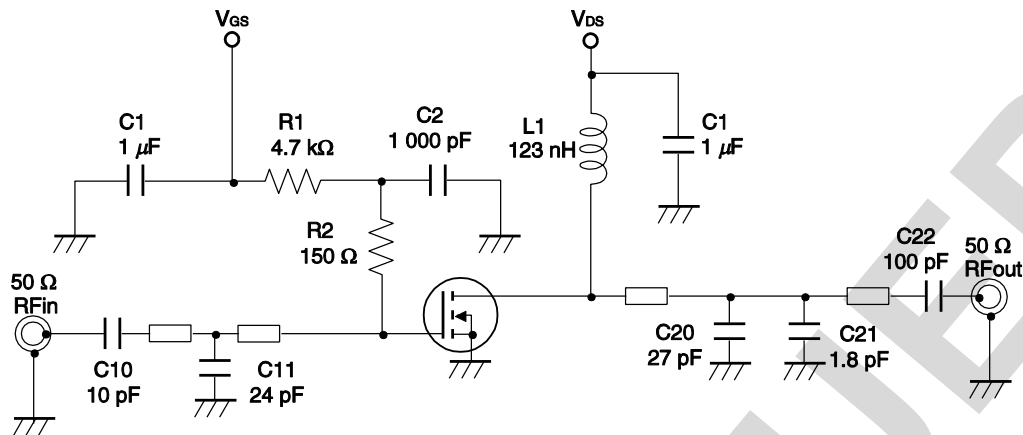 VGS
VDS
C1
1 μF
R1
4.7 kΩ
C2
1 000 pF
L1
123 nH
C1
1 μF
R2
150 Ω
50 Ω
RFin
C10
10 pF
C11
24 pF
C20
27 pF
C21
1.8 pF
C22
100 pF
50 Ω
RFout